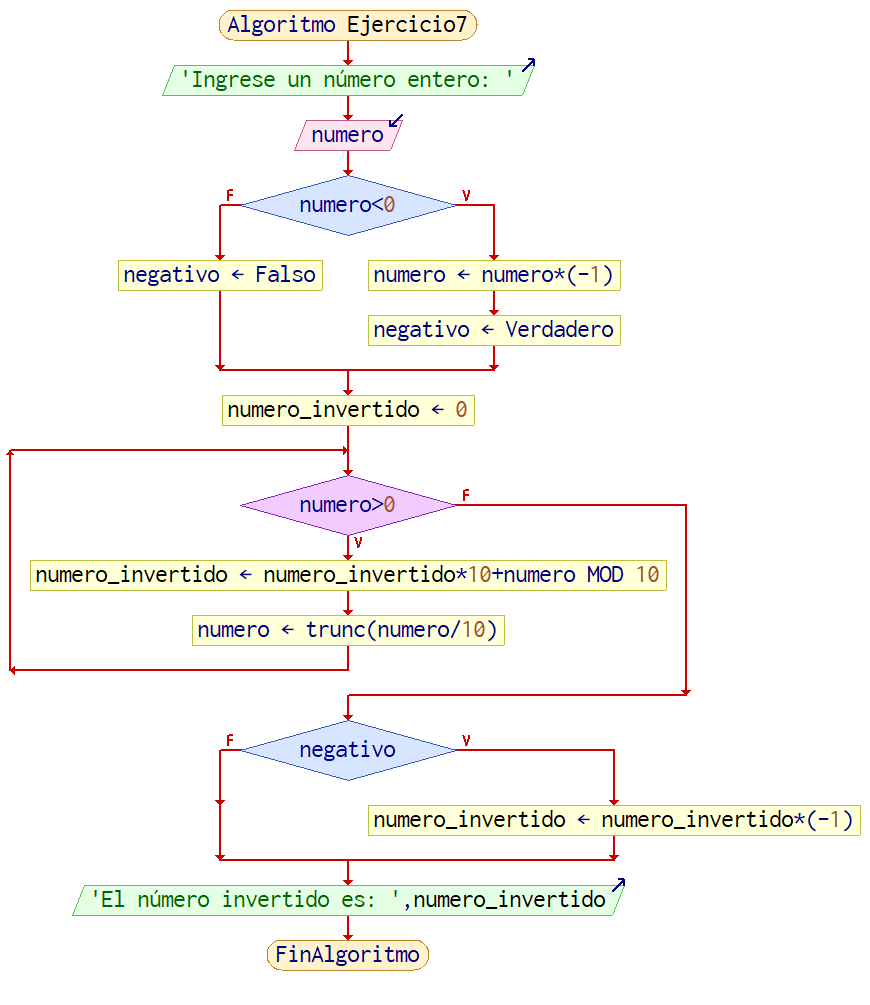 Algoritmo Ejercicio7
'Ingrese un número entero: '
numero
numero<0
F
V
negativo ← Falso
numero ← numero*(-1)
negativo ← Verdadero
numero_invertido ← 0
numero>0
F
V
numero_invertido ← numero_invertido*10+numero MOD 10
numero ← trunc(numero/10)
negativo
F
V
numero_invertido ← numero_invertido*(-1)
'El número invertido es: ',numero_invertido
FinAlgoritmo